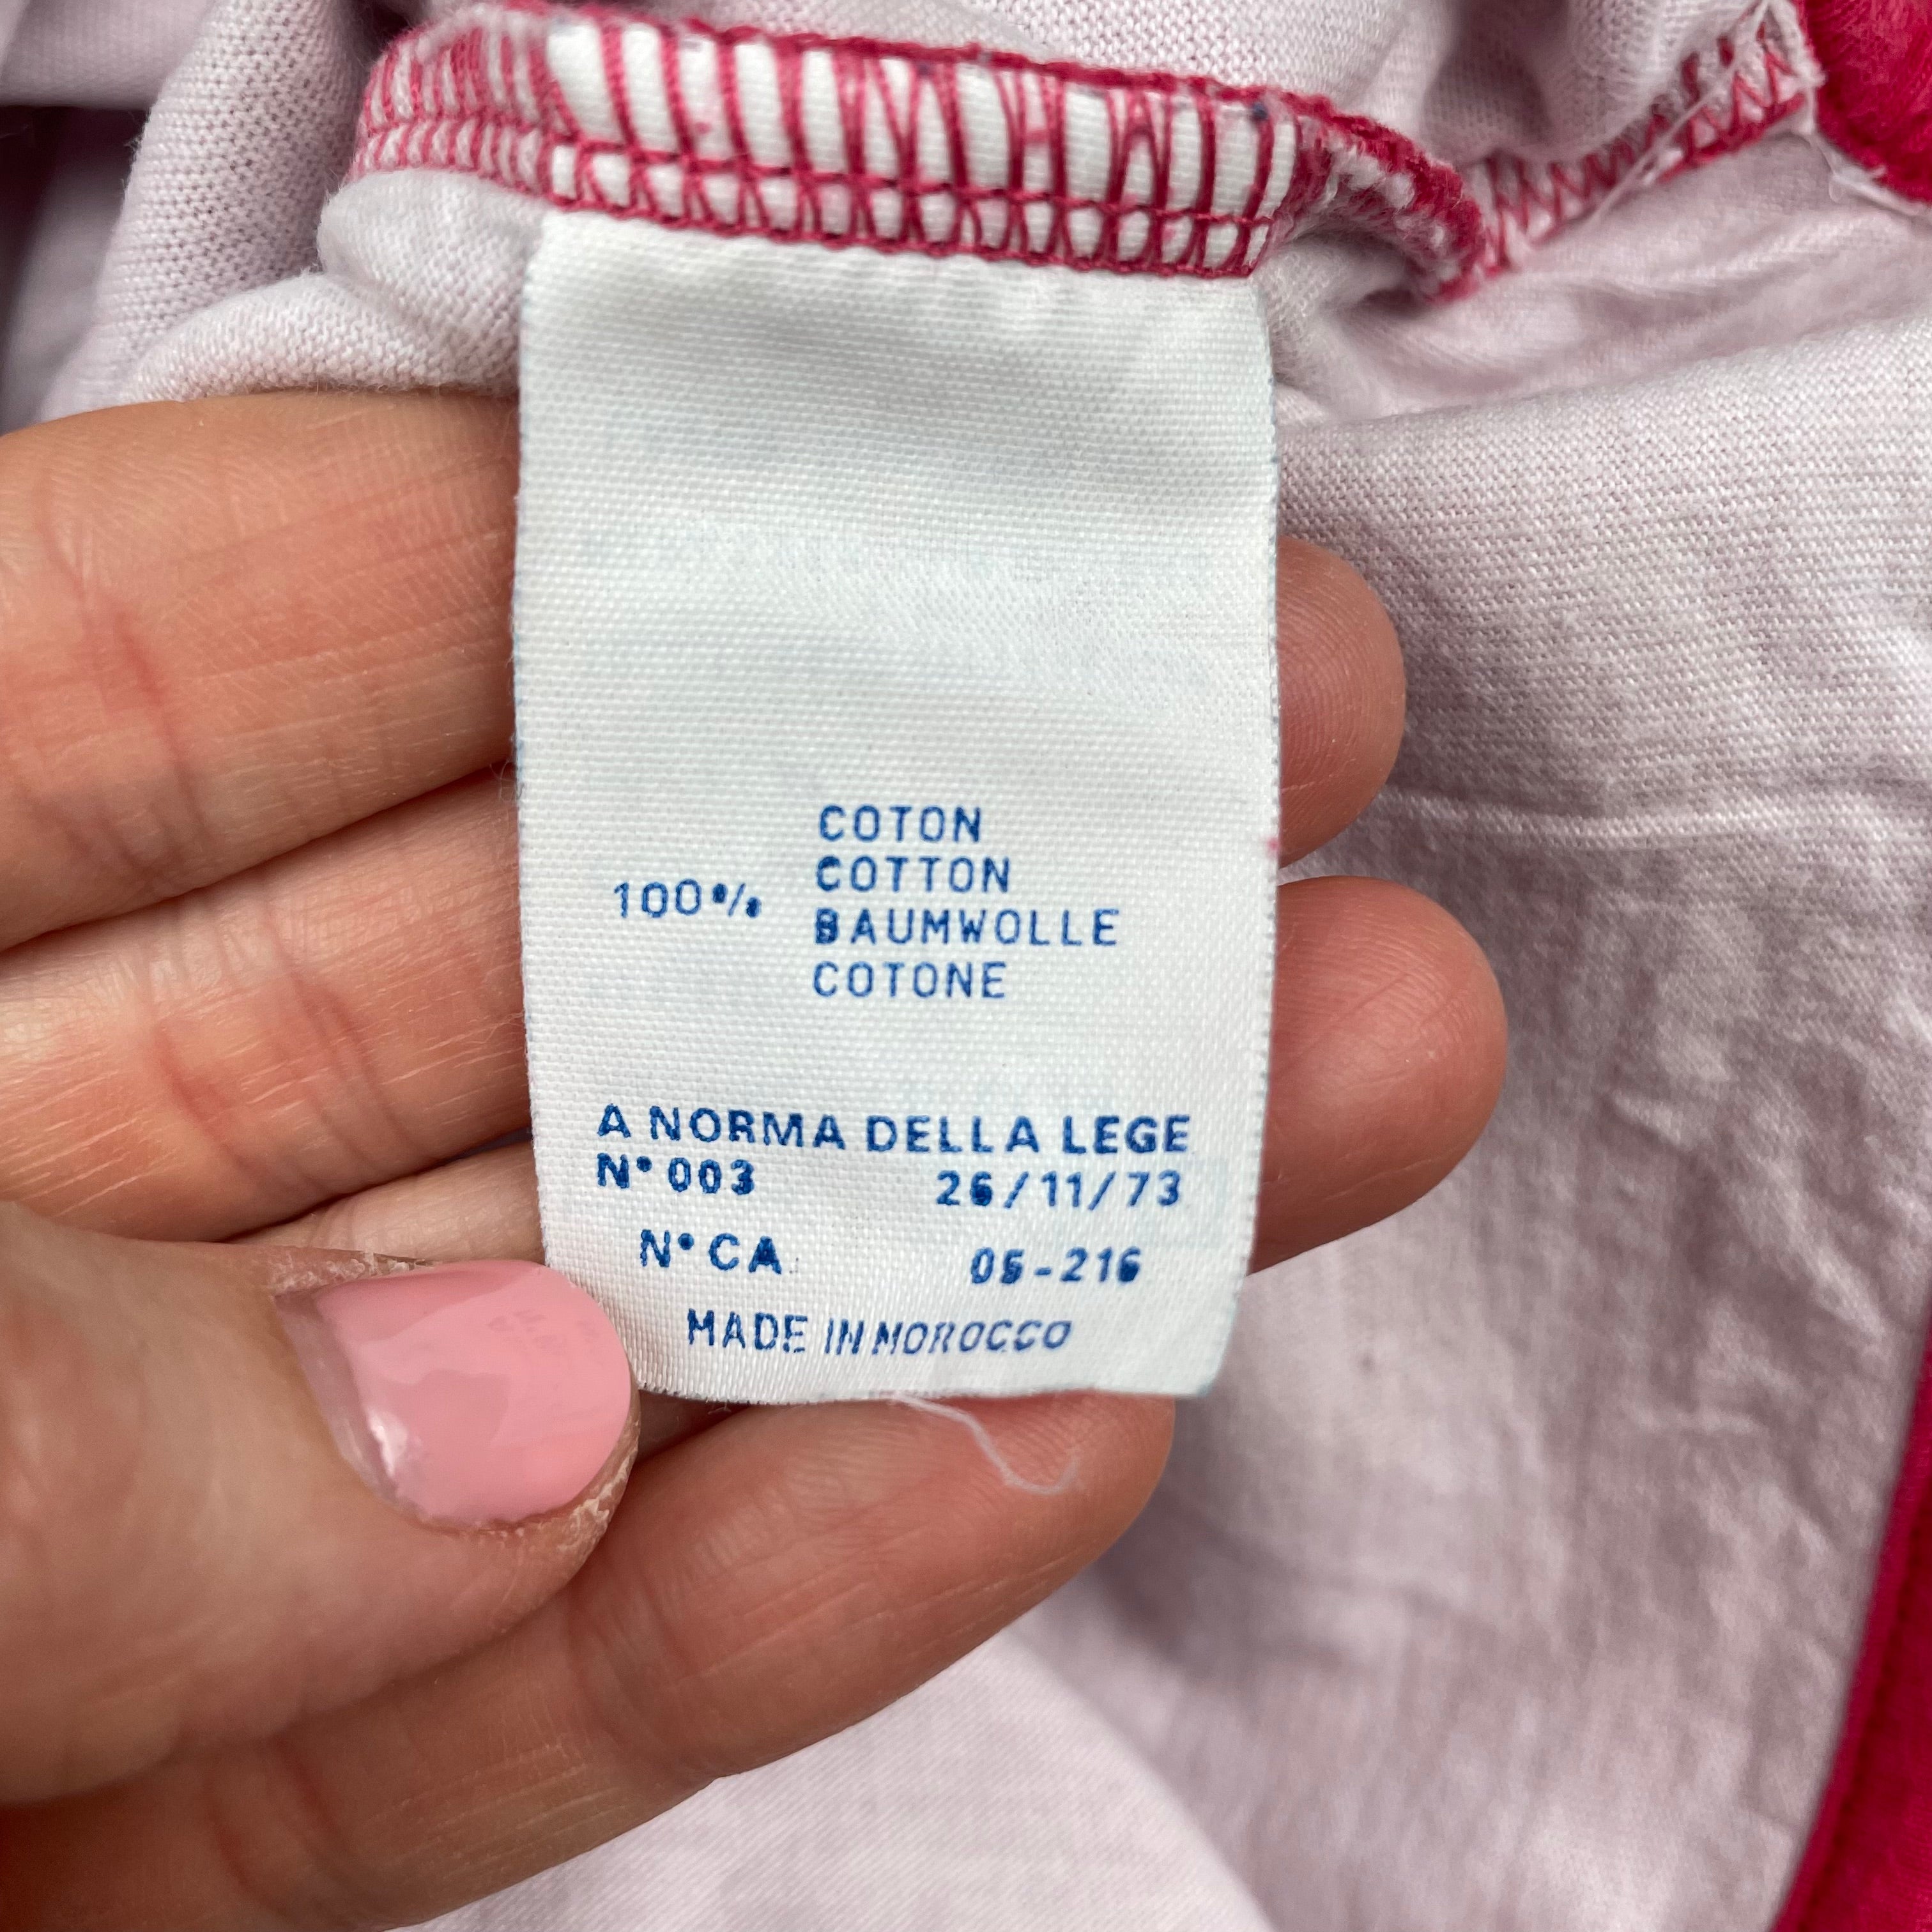 COTON
COTTON
100% BAUMWOLLE
COTONE
A NORMA DELLA LEGE
N° 003 26/11/73
N° CA 05-216
MADE IN MOROCCO